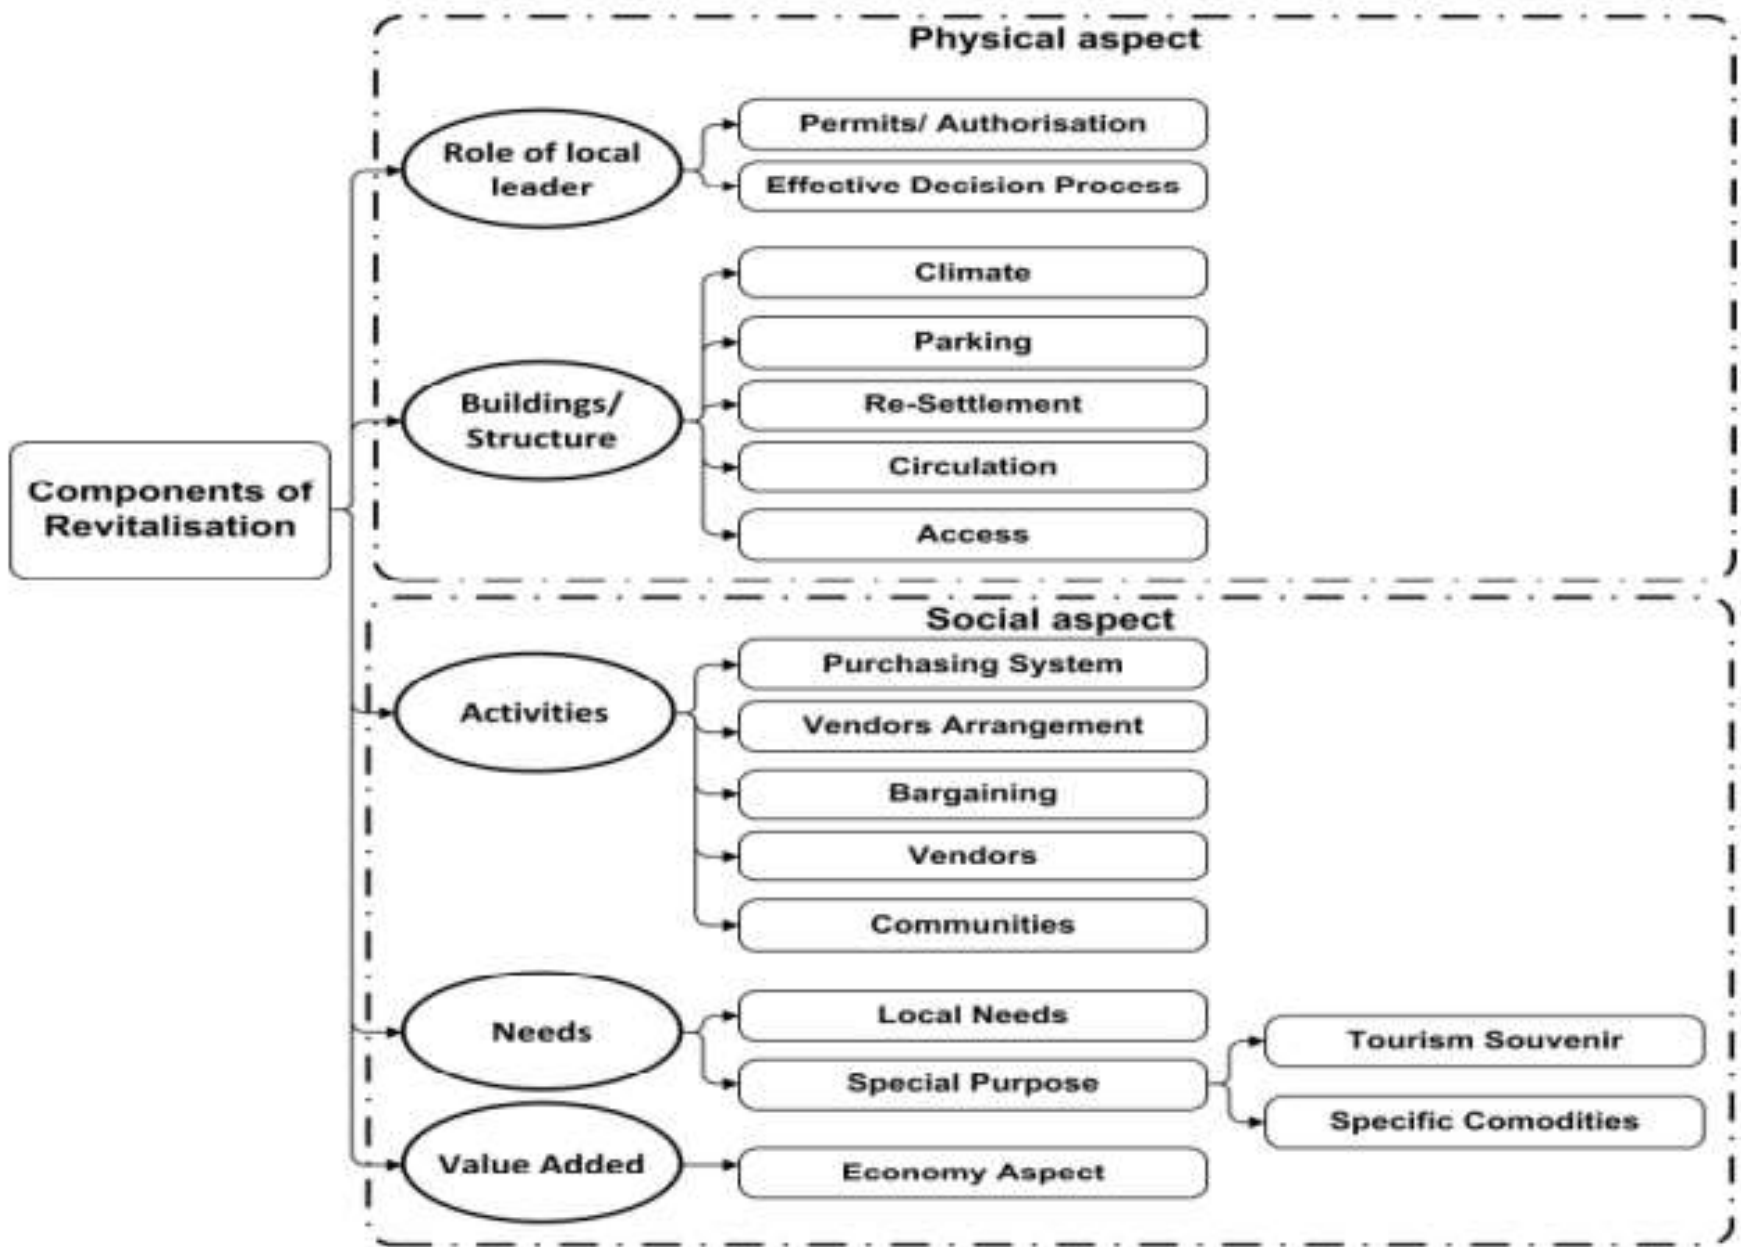 Physical aspect
Role of local
leader
Permits/ Authorisation
Effective Decision Process
Buildings/
Structure
Climate
Parking
Re-Settlement
Circulation
Access
Components of
Revitalisation
Social aspect
Activities
Purchasing System
Vendors Arrangement
Bargaining
Vendors
Communities
Needs
Local Needs
Special Purpose
Tourism Souvenir
Specific Comodities
Value Added
Economy Aspect